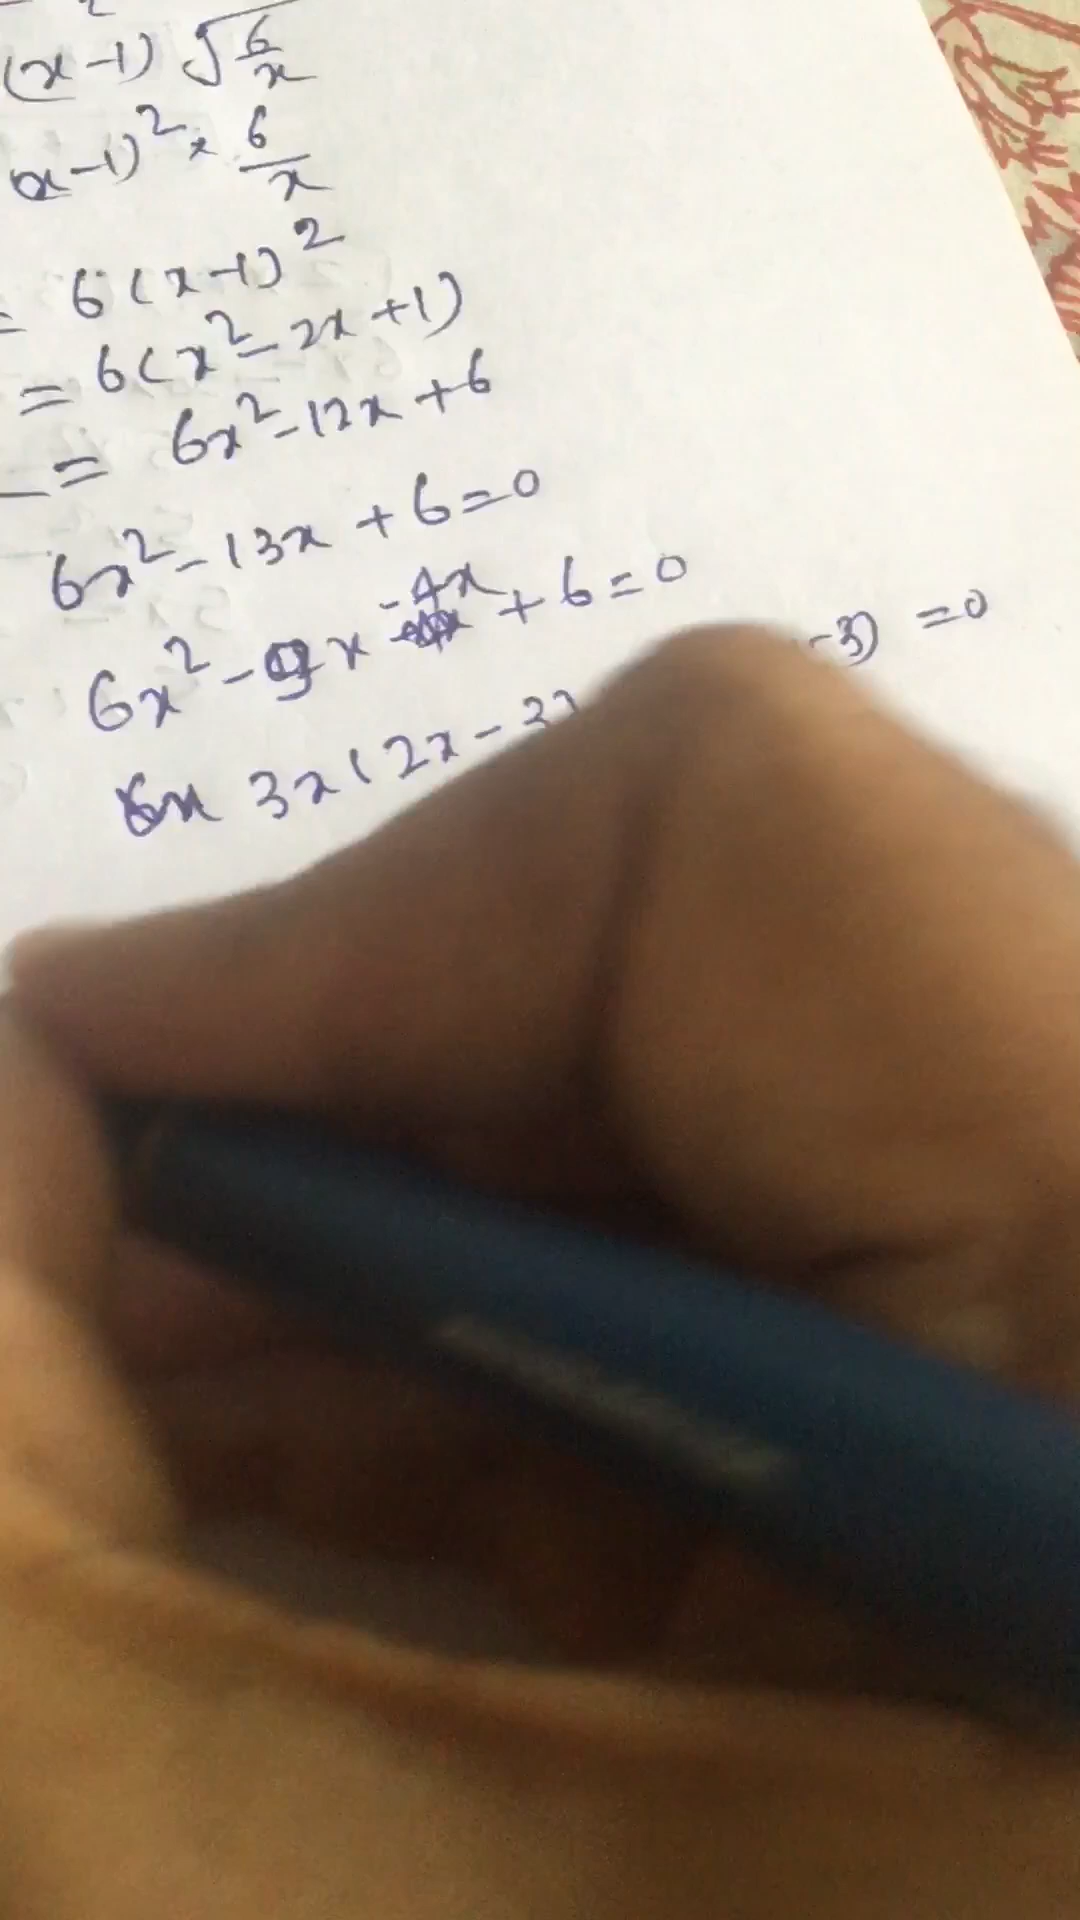 (x-1) √6/x
x-1)² × 6/x
= 6(x-1)²
= 6(x²-2x+1)
= 6x²-12x+6
6x²-13x+6=0
6x²-9x -4x +6=0
3x(2x-3) -3) =0